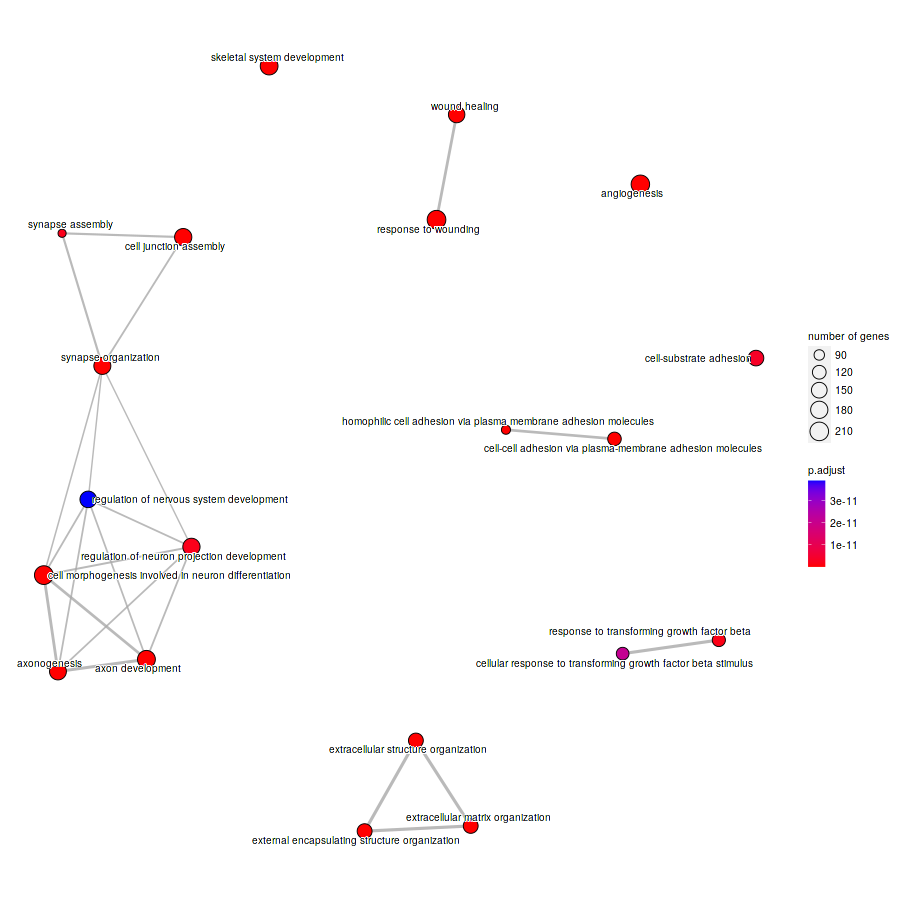 skeletal system development
wound healing
angiogenesis
synapse assembly
response to wounding
cell junction assembly
number of genes
90
synapse organization
cell-substrate adhesion
120
150
180
homophilic cell adhesion via plasma membrane adhesion molecules
210
cell-cell adhesion via plasma-membrane adhesion molecules
p.adjust
regulation of nervous system development
3e-11
2e-11
1e-11
regulation of neuron projection development
cell morphogenesis involved in neuron differentiation
response to transforming growth factor beta
axonogenesis
axon development
cellular response to transforming growth factor beta stimulus
extracellular structure organization
extracellular matrix organization
external encapsulating structure organization